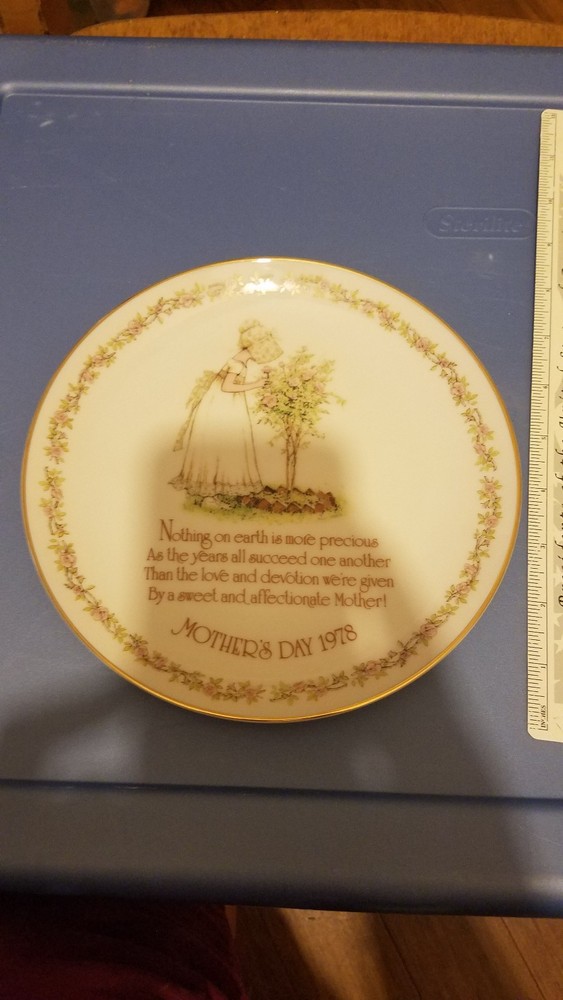 Sterilite
Nothing on earth is more precious
As the years all succeed one another
Than the love and devotion we're given
By a sweet and affectionate Mother!
MOTHER'S DAY 1978
INCHES